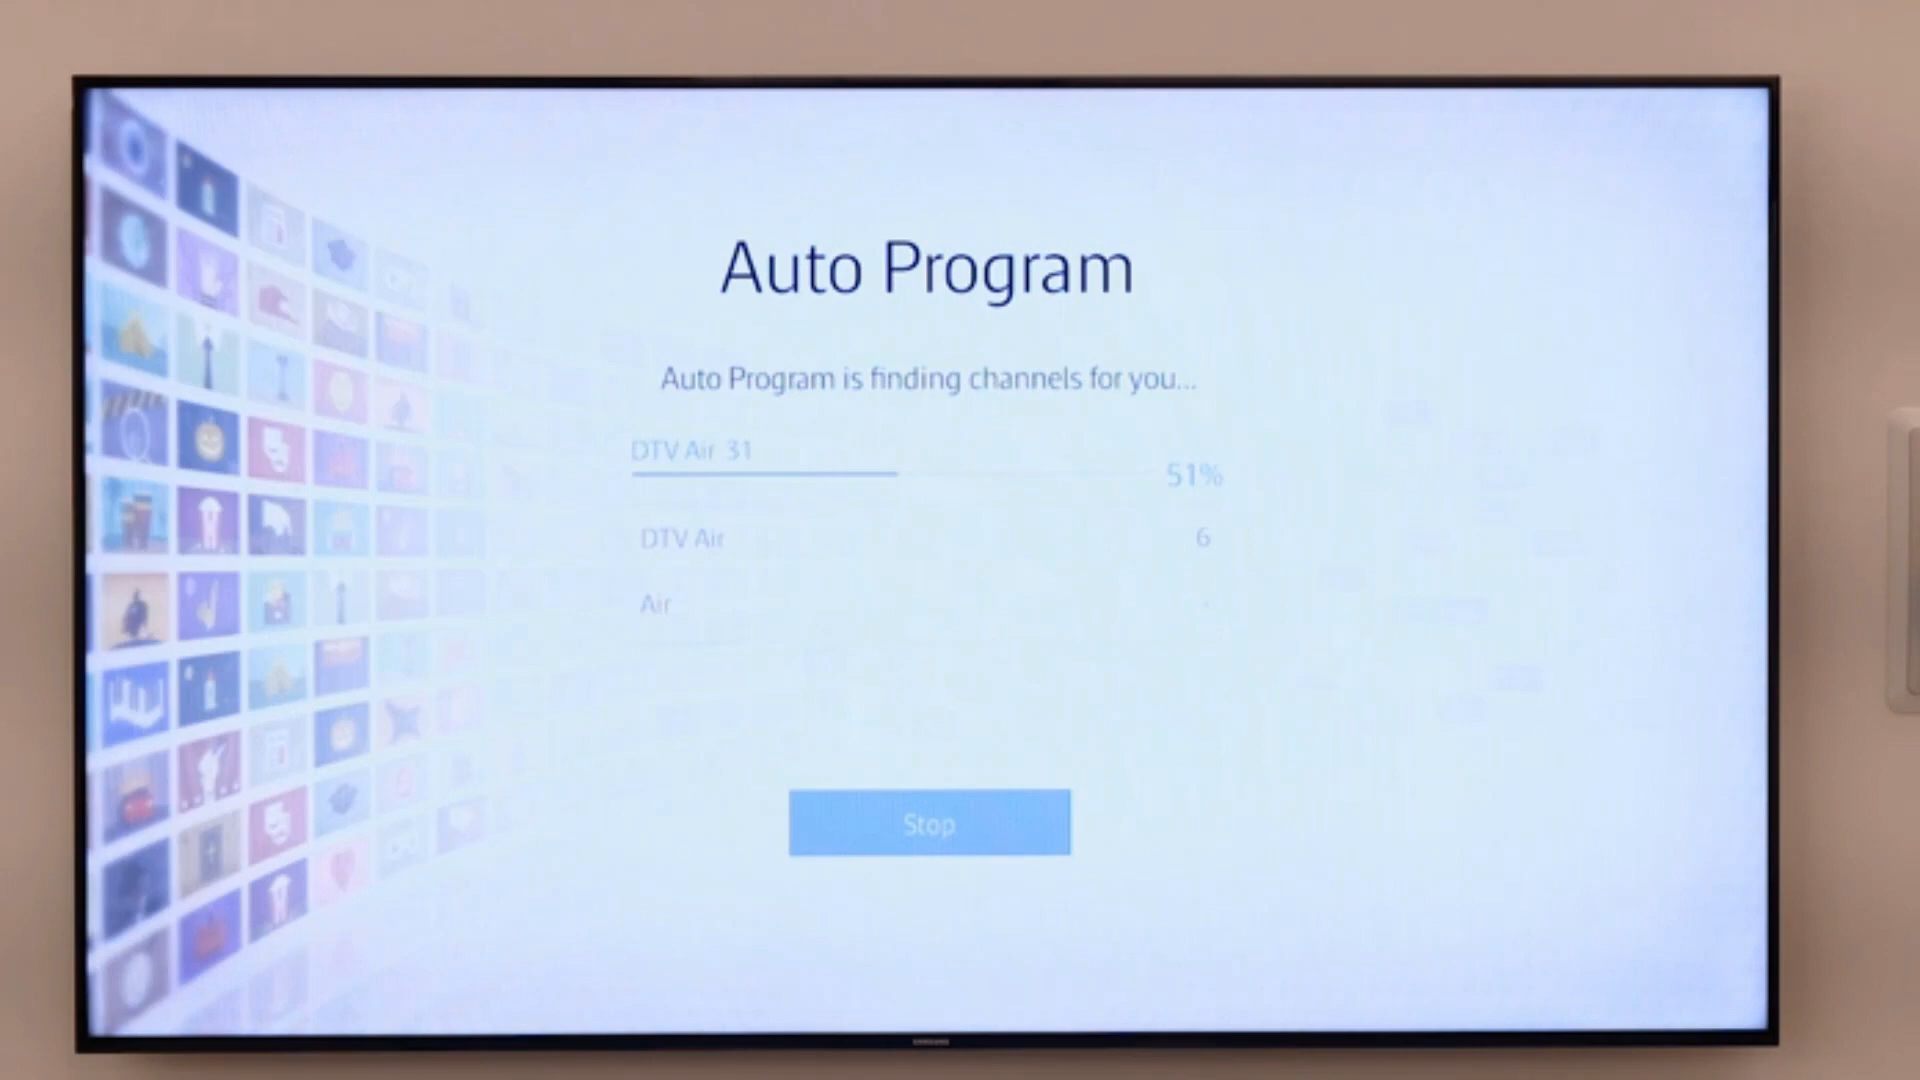 Auto Program
Auto Program is finding channels for you...
DTV Air 31
51%
DTV Air 6
Air -
Stop